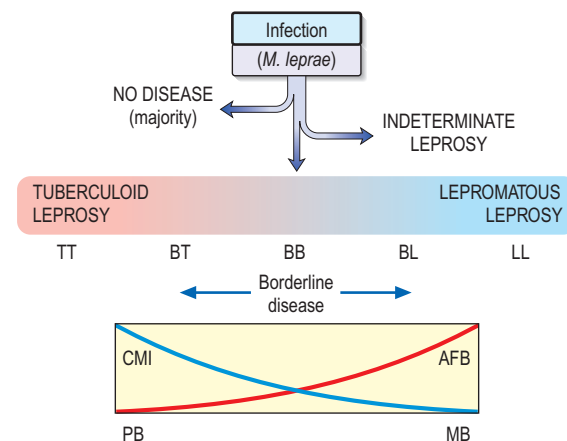 Infection
(M. leprae)
NO DISEASE
(majority)
INDETERMINATE
LEPROSY
TUBERCULOID
LEPROSY
LEPROMATOUS
LEPROSY
TT BT BB BL LL
Borderline
disease
CMI AFB
PB MB